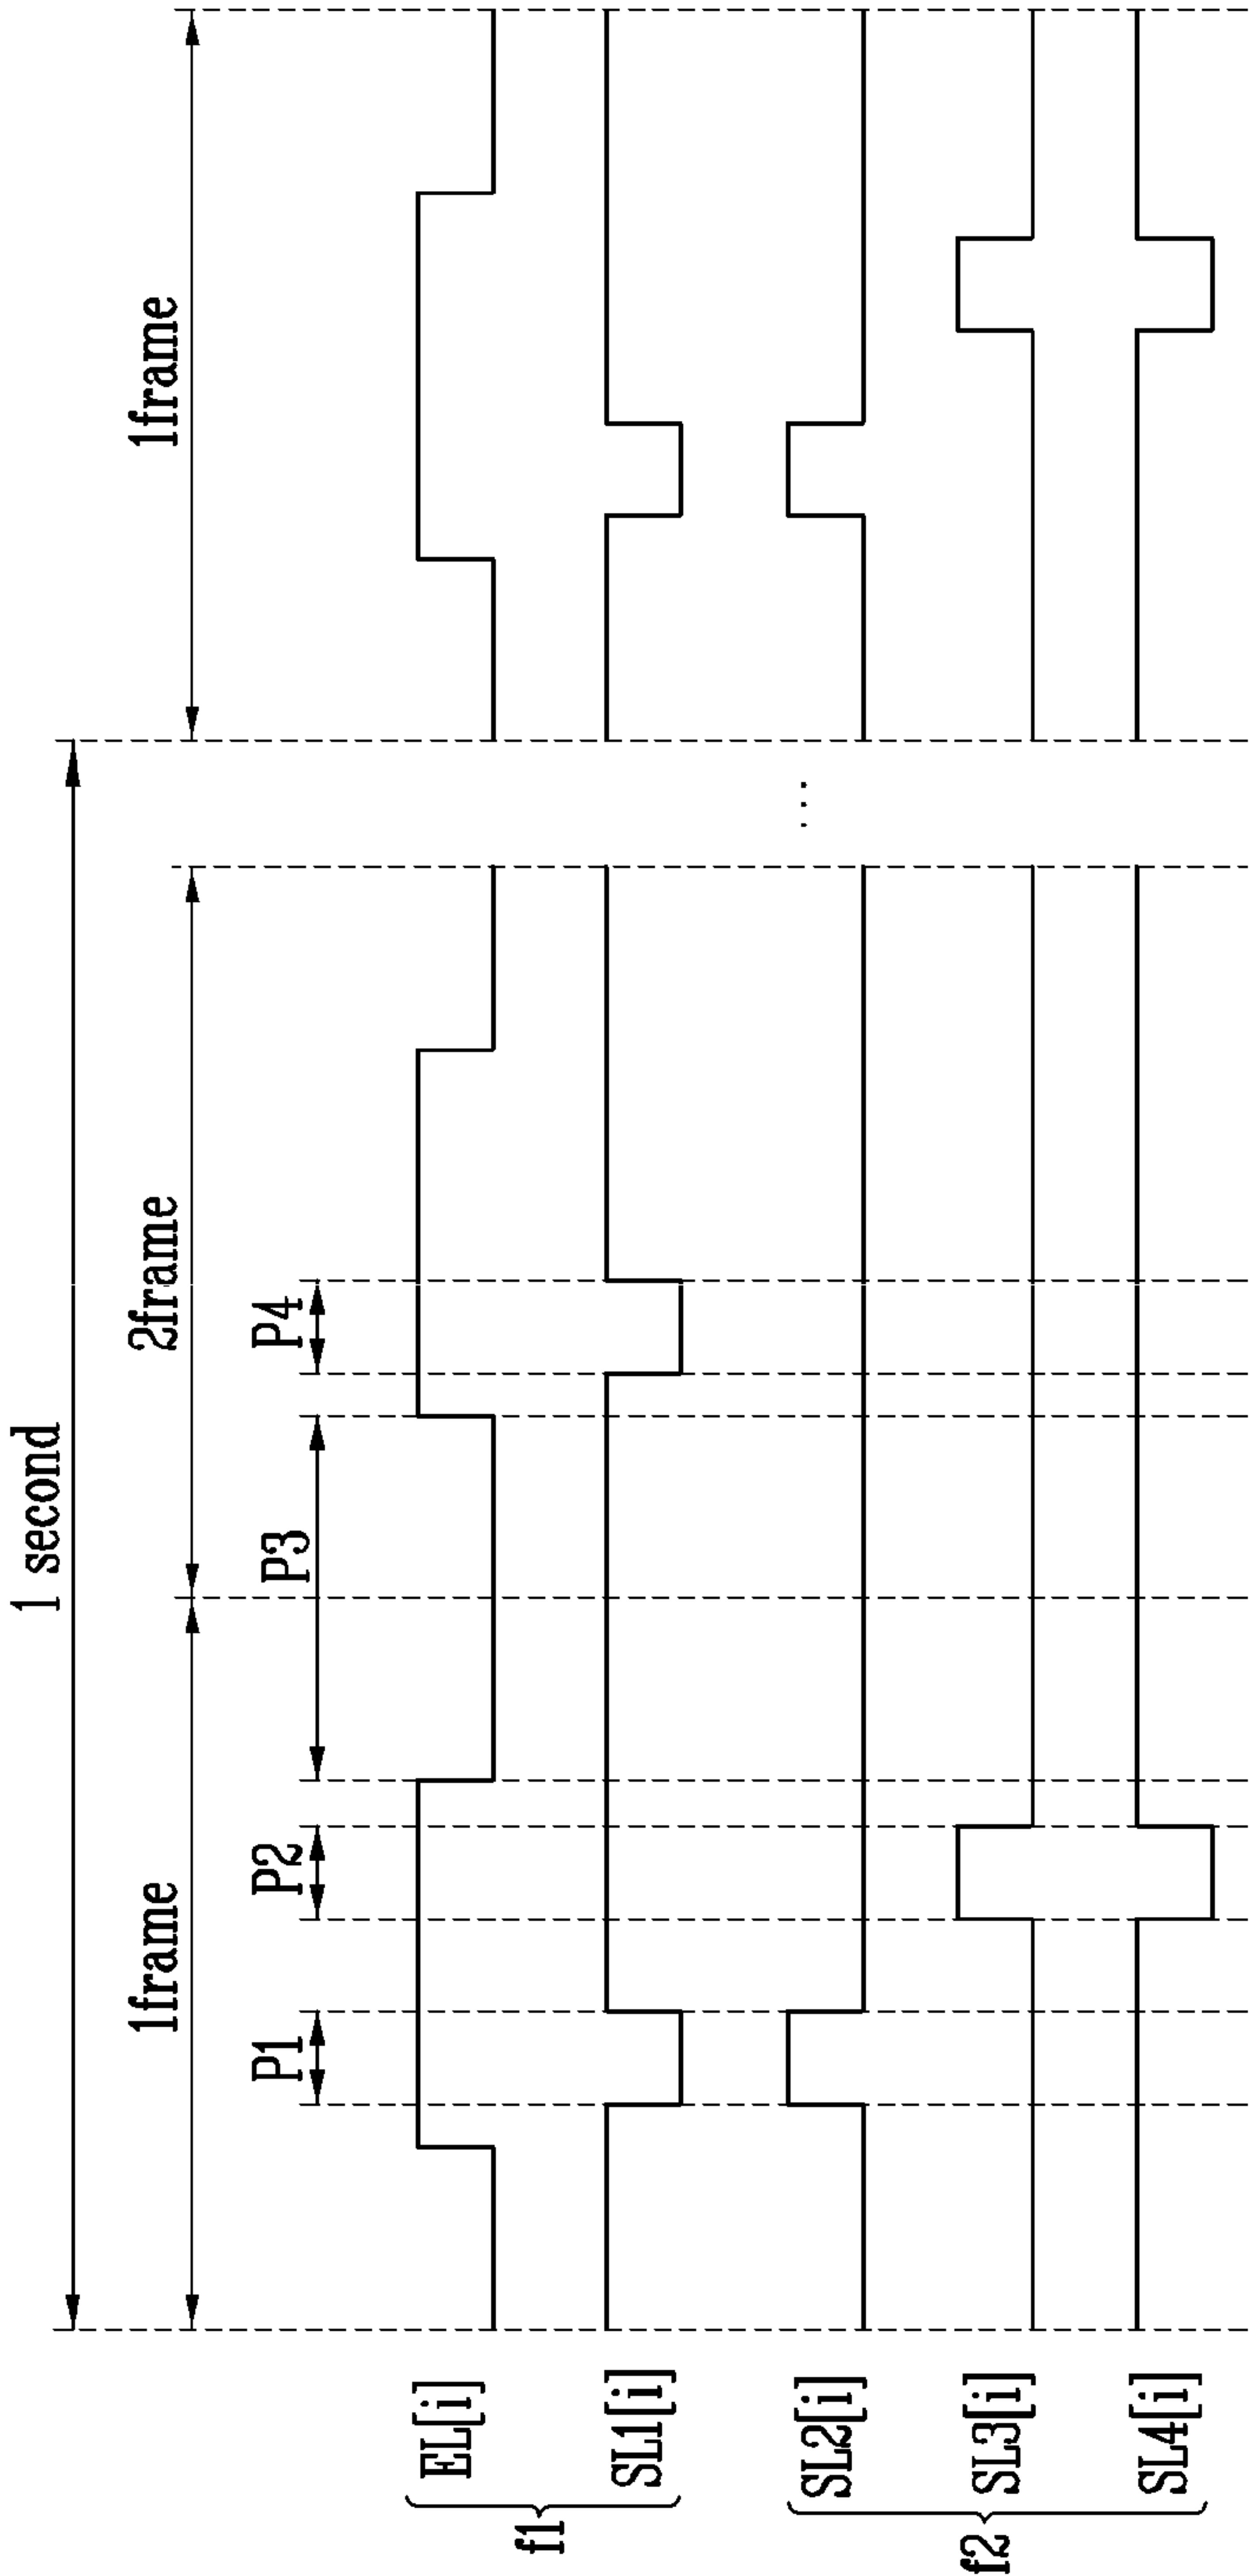 1 second
1frame
2frame
1frame
P1
P2
P3
P4
EL[i]
SL1[i]
f1
SL2[i]
...
SL3[i]
SL4[i]
f2